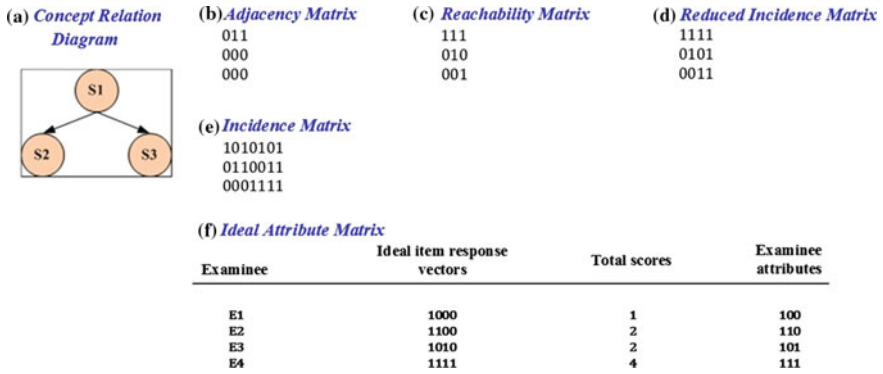 (a) Concept Relation Diagram
S1
S2 S3
(b) Adjacency Matrix
011
000
000
(c) Reachability Matrix
111
010
001
(d) Reduced Incidence Matrix
1111
0101
0011
(e) Incidence Matrix
1010101
0110011
0001111
(f) Ideal Attribute Matrix
Examinee Ideal item response vectors Total scores Examinee attributes
E1 1000 1 100
E2 1100 2 110
E3 1010 2 101
E4 1111 4 111